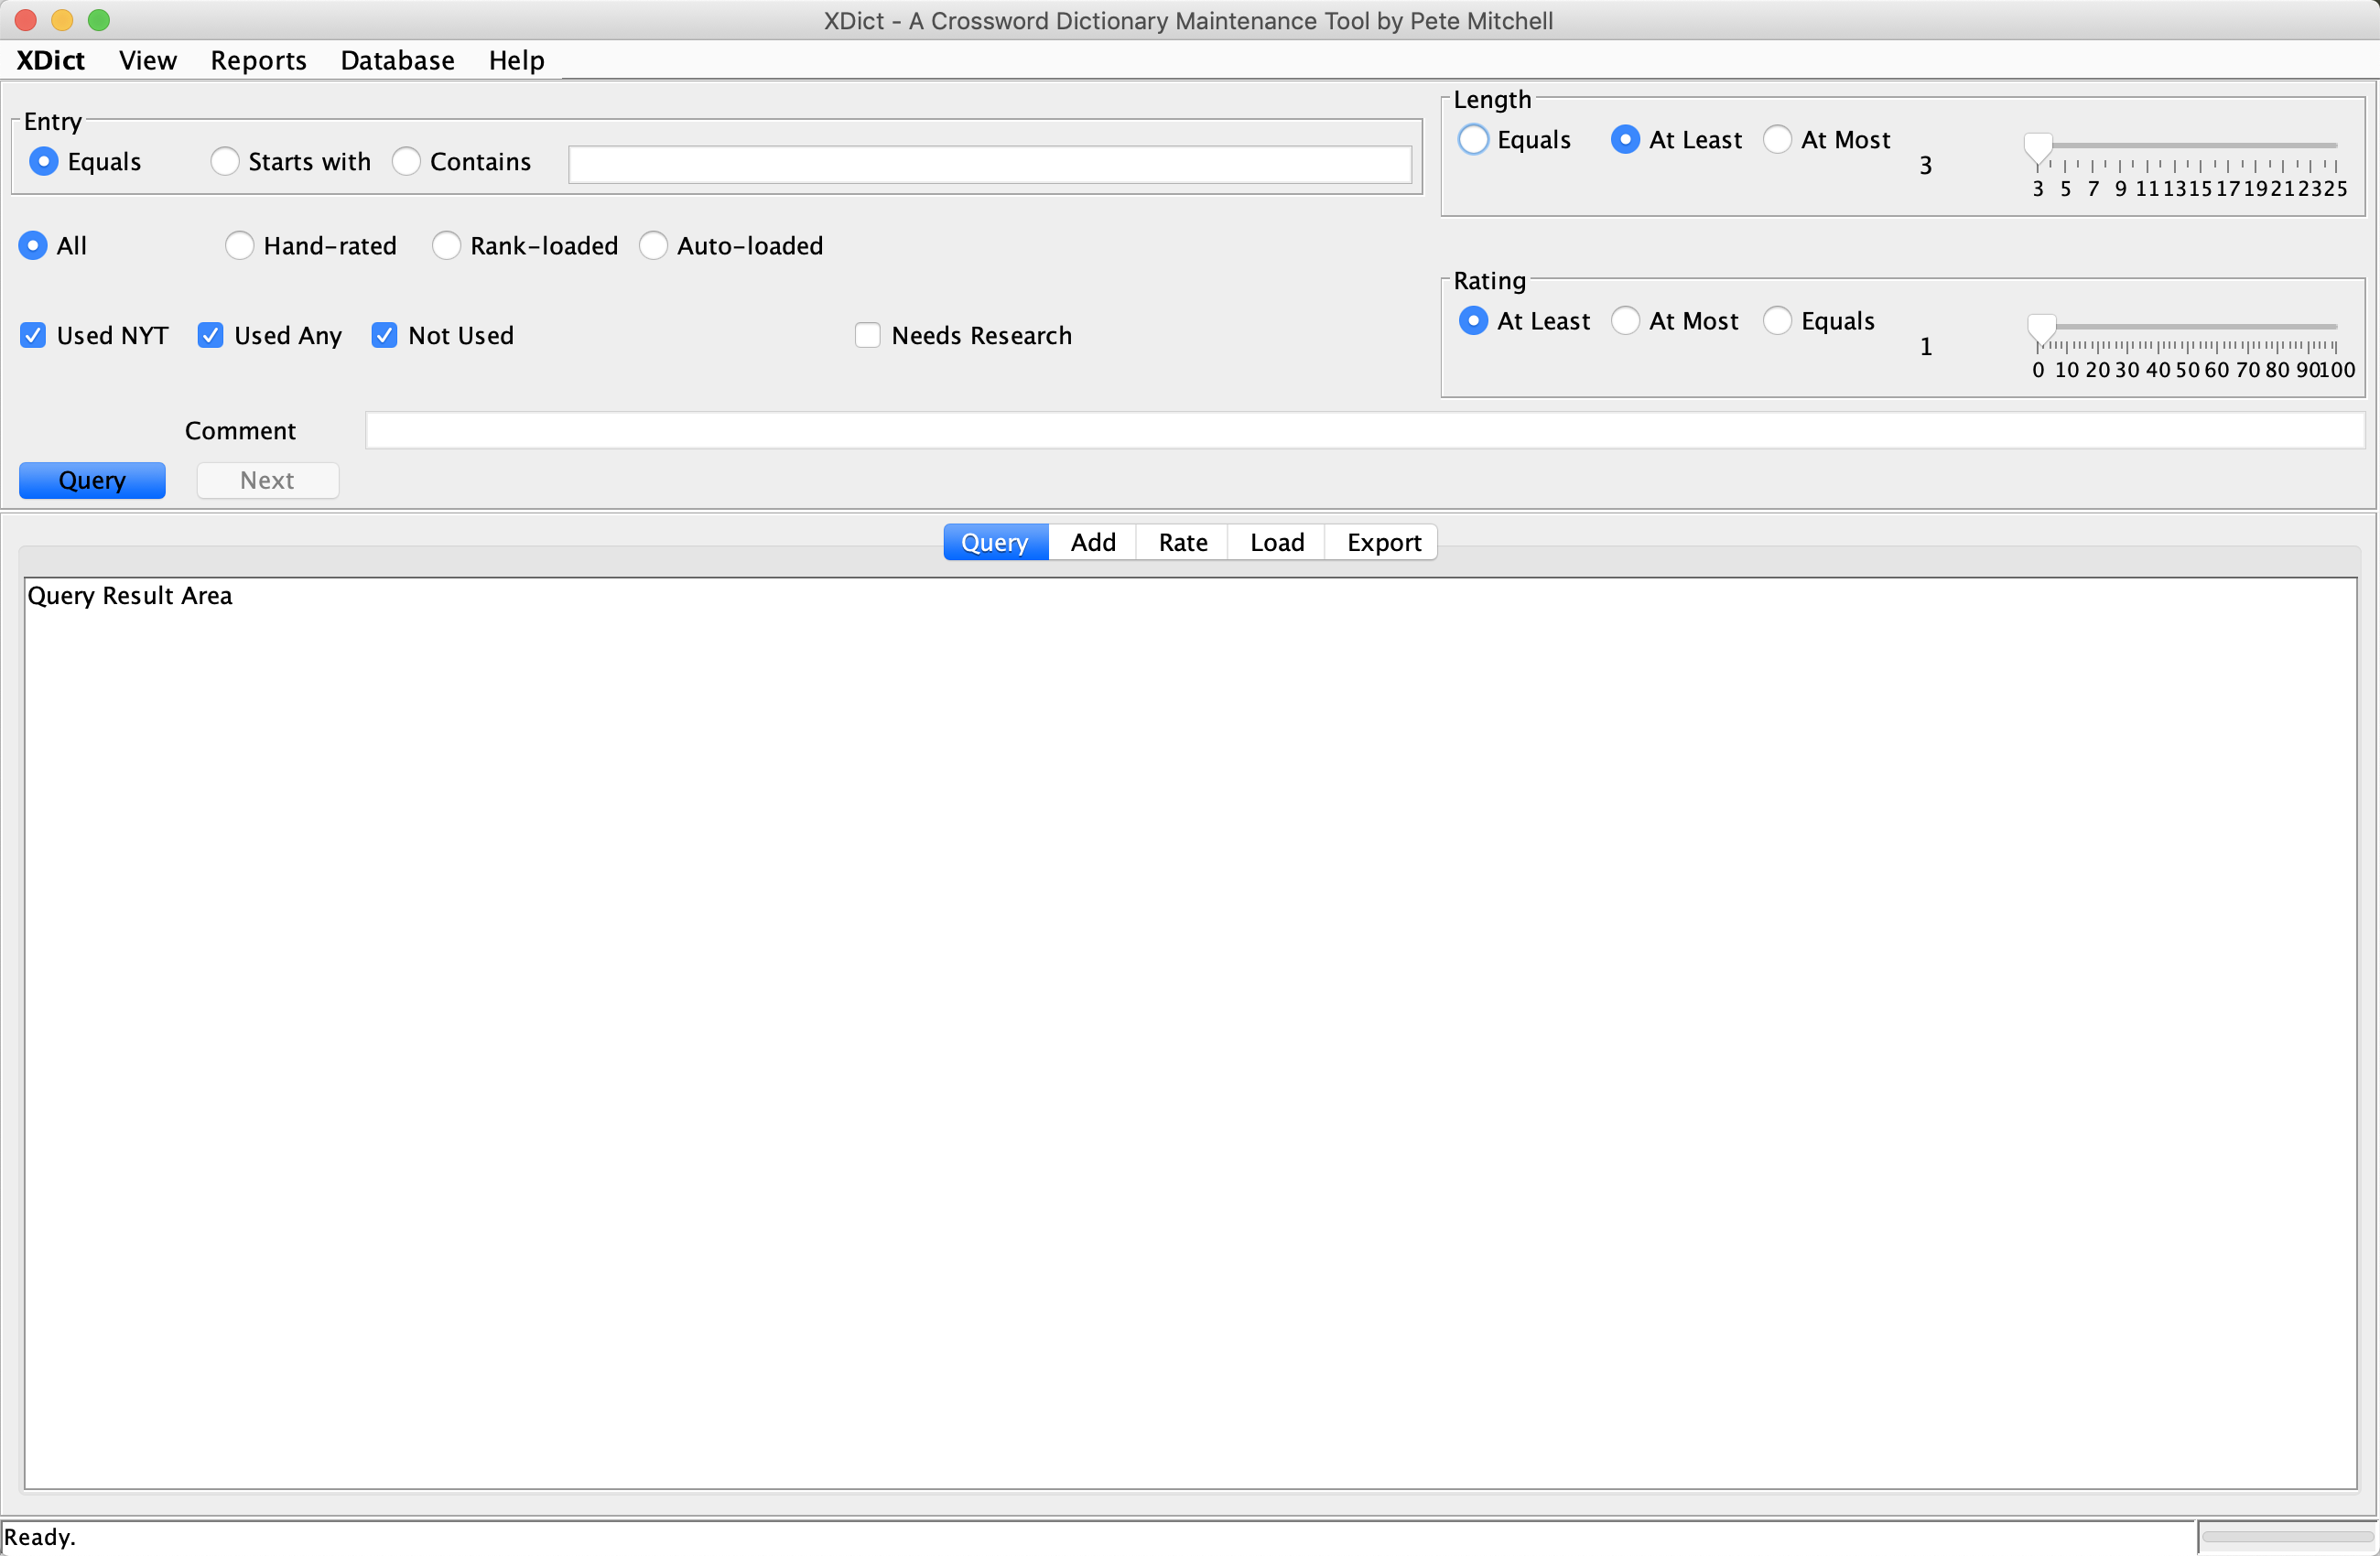 XDict - A Crossword Dictionary Maintenance Tool by Pete Mitchell
XDict View Reports Database Help
Entry
Equals Starts with Contains
Length
Equals At Least At Most 3
3 5 7 9 11 13 15 17 19 21 23 25
All Hand-rated Rank-loaded Auto-loaded
Rating
At Least At Most Equals 1
0 10 20 30 40 50 60 70 80 90 100
Used NYT Used Any Not Used Needs Research
Comment
Query Next
Query Add Rate Load Export
Query Result Area
Ready.